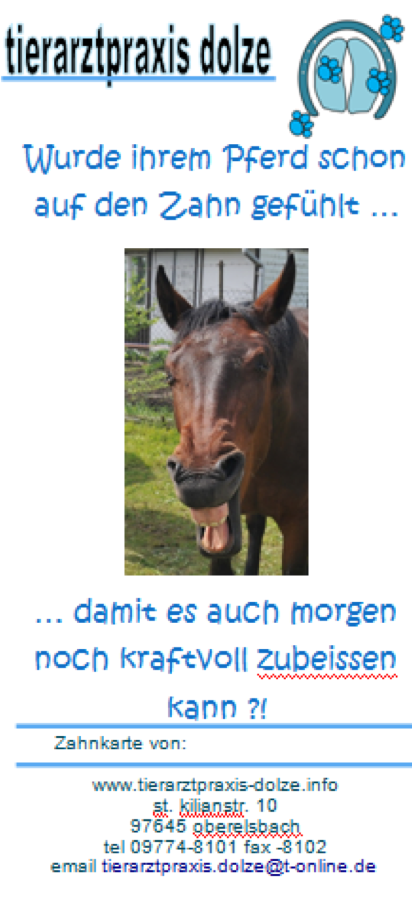 tierarztpraxis dolze
Wurde ihrem Pferd schon
auf den Zahn gefühlt ...
... damit es auch morgen
noch kraftvoll zubeissen
kann ?!
Zahnkarte von:
www.tierarztpraxis-dolze.info
st. kilianstr. 10
97645 oberelsbach
tel 09774-8101 fax -8102
email tierarztpraxis.dolze@t-online.de